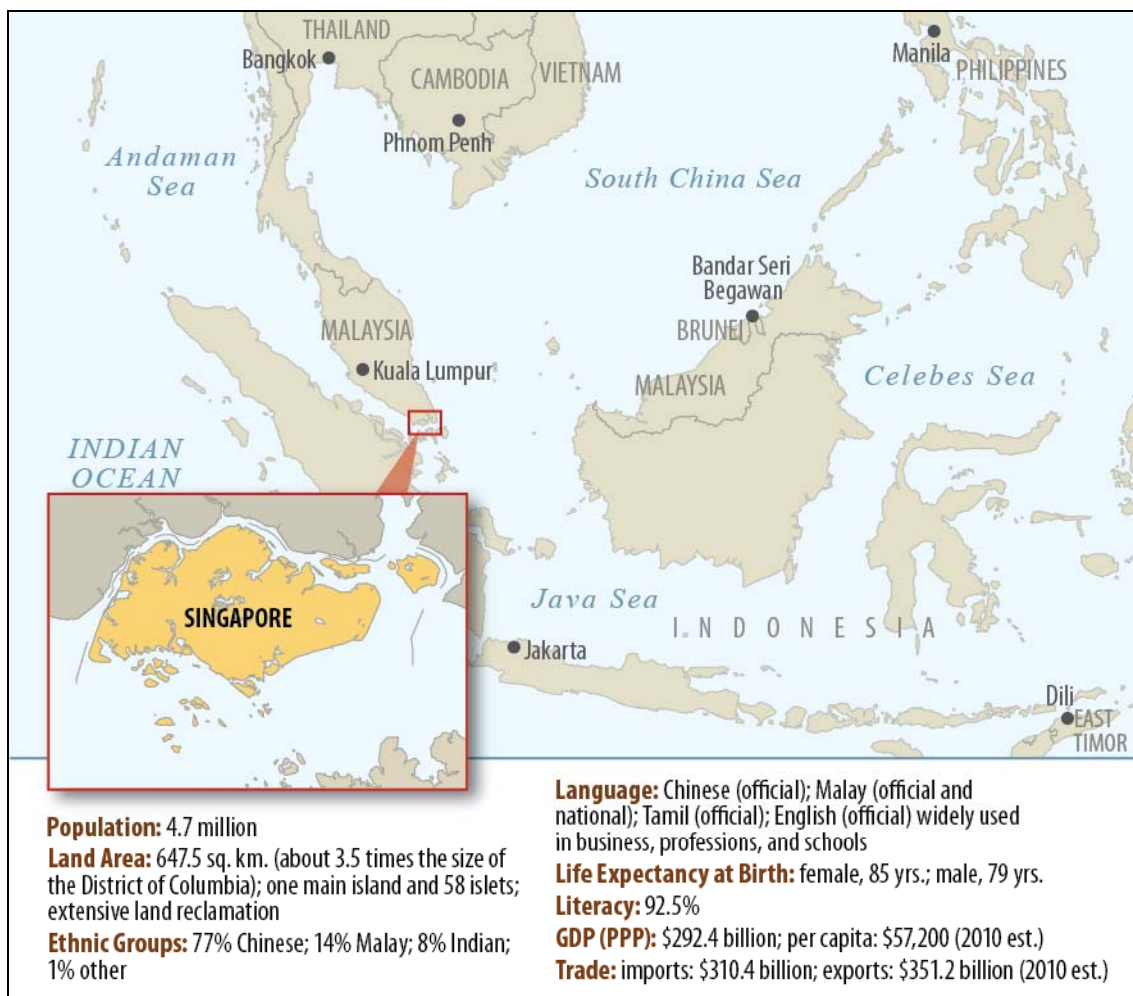 THAILAND
Bangkok
CAMBODIA
VIETNAM
Manila
PHILIPPINES
Phnom Penh
Andaman
Sea
South China Sea
Bandar Seri
Begawan
BRUNEI
MALAYSIA
Kuala Lumpur
MALAYSIA
Celebes Sea
INDIAN
OCEAN
SINGAPORE
Java Sea
INDONESIA
Jakarta
Dili
EAST
TIMOR
Population: 4.7 million
Land Area: 647.5 sq. km. (about 3.5 times the size of
the District of Columbia); one main island and 58 islets;
extensive land reclamation
Ethnic Groups: 77% Chinese; 14% Malay; 8% Indian;
1% other
Language: Chinese (official); Malay (official and
national); Tamil (official); English (official) widely used
in business, professions, and schools
Life Expectancy at Birth: female, 85 yrs.; male, 79 yrs.
Literacy: 92.5%
GDP (PPP): $292.4 billion; per capita: $57,200 (2010 est.)
Trade: imports: $310.4 billion; exports: $351.2 billion (2010 est.)